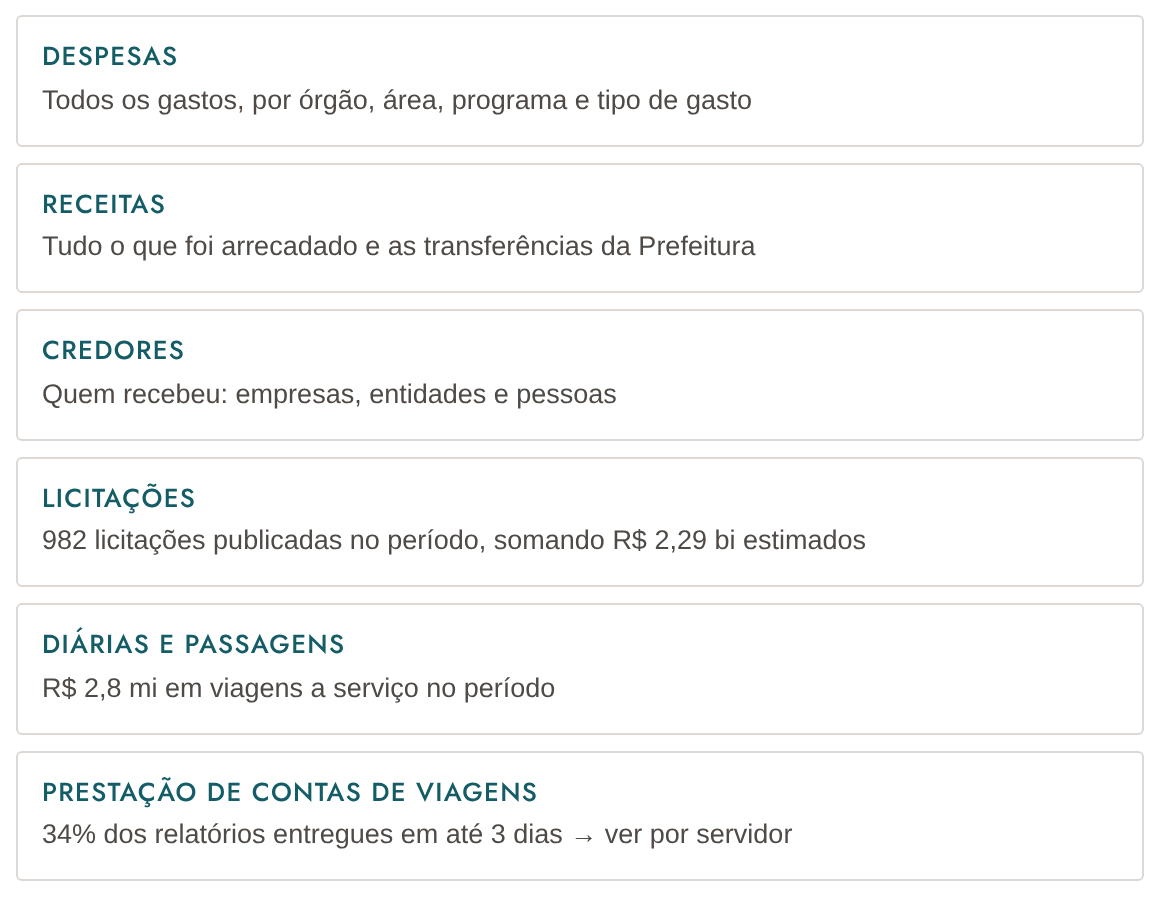 DESPESAS
Todos os gastos, por órgão, área, programa e tipo de gasto
RECEITAS
Tudo o que foi arrecadado e as transferências da Prefeitura
CREDORES
Quem recebeu: empresas, entidades e pessoas
LICITAÇÕES
982 licitações publicadas no período, somando R$ 2,29 bi estimados
DIÁRIAS E PASSAGENS
R$ 2,8 mi em viagens a serviço no período
PRESTAÇÃO DE CONTAS DE VIAGENS
34% dos relatórios entregues em até 3 dias → ver por servidor